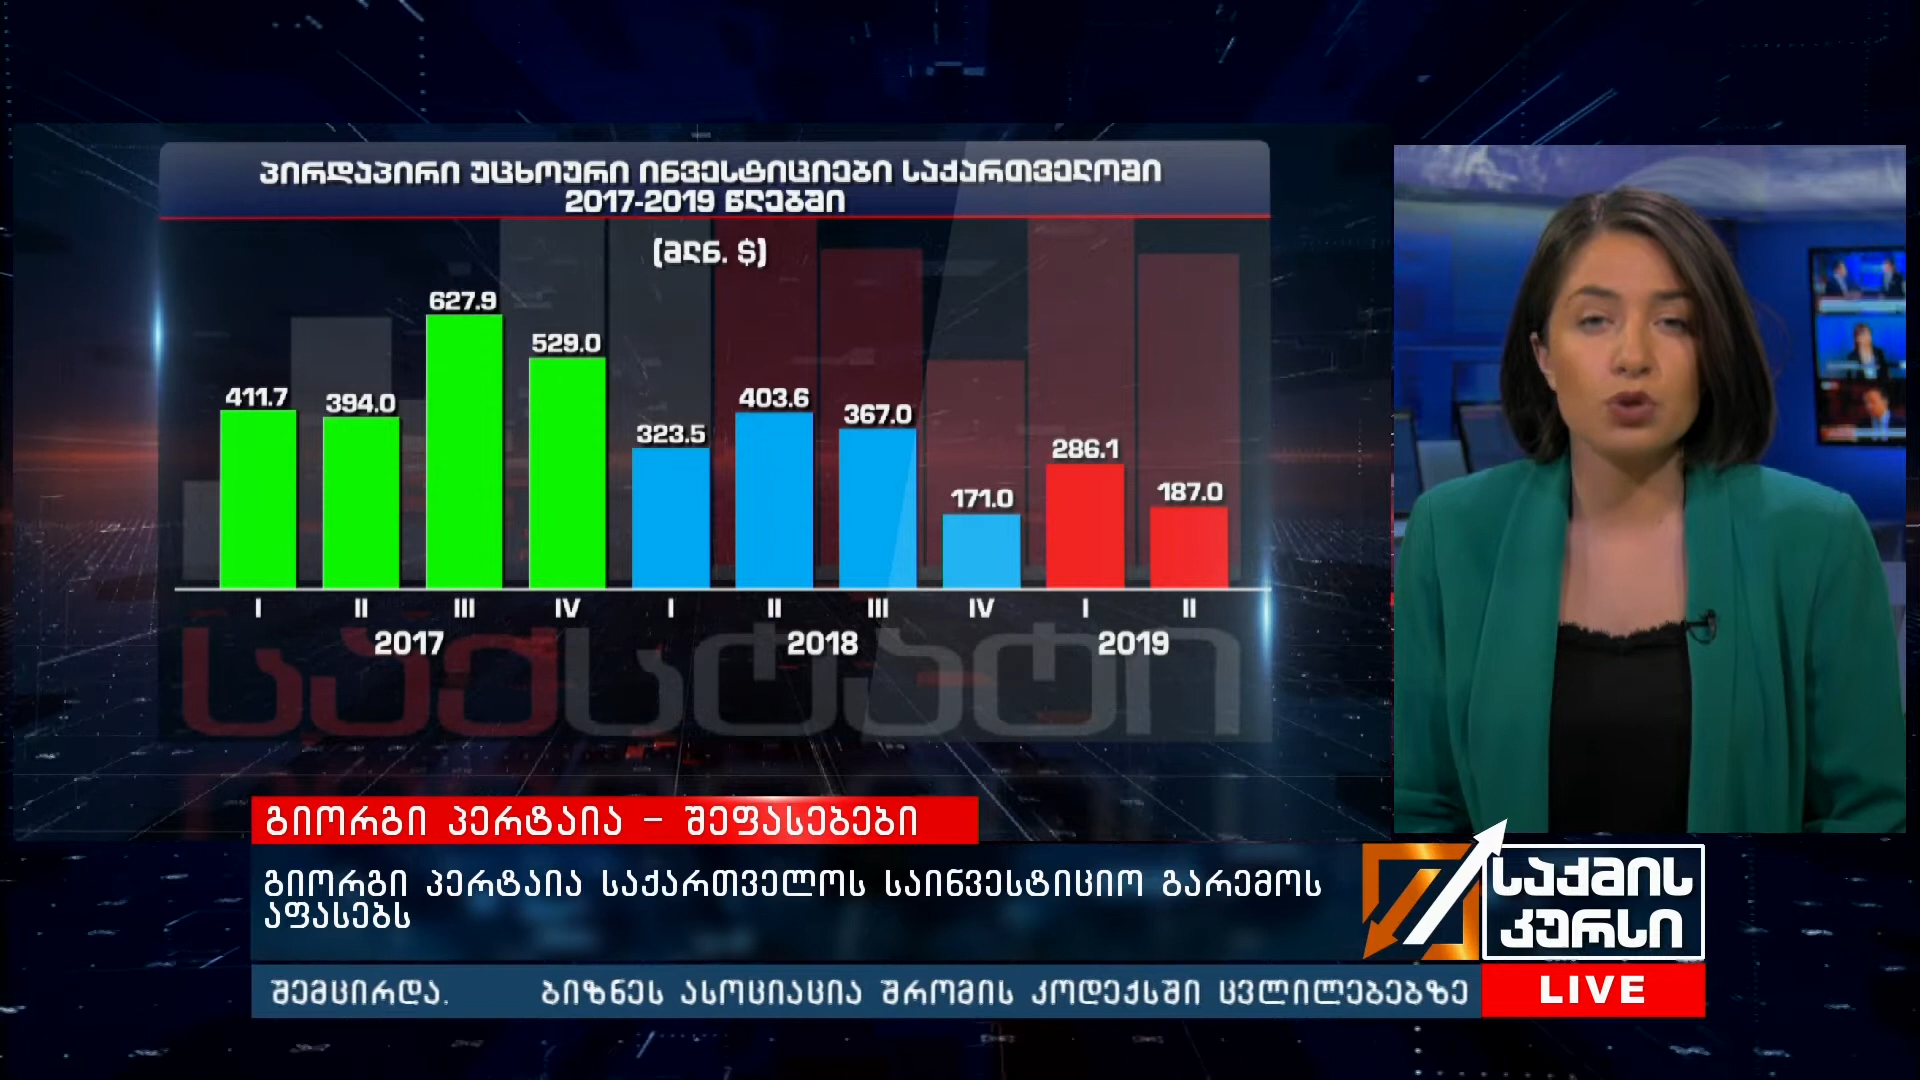 პირდაპირი უცხოური ინვესტიციები საქართველოში
2017-2019 წლებში
(მლნ. $)
411.7
394.0
627.9
529.0
323.5
403.6
367.0
171.0
286.1
187.0
I II III IV I II III IV I II
2017 2018 2019
საქსტატი
გიორგი პერტაია – შეფასებები
გიორგი პერტაია საქართველოს საინვესტიციო გარემოს
აფასებს
საქმის
კურსი
შემცირდა. ბიზნეს ასოციაცია შრომის კოდექსში ცვლილებებზე
LIVE